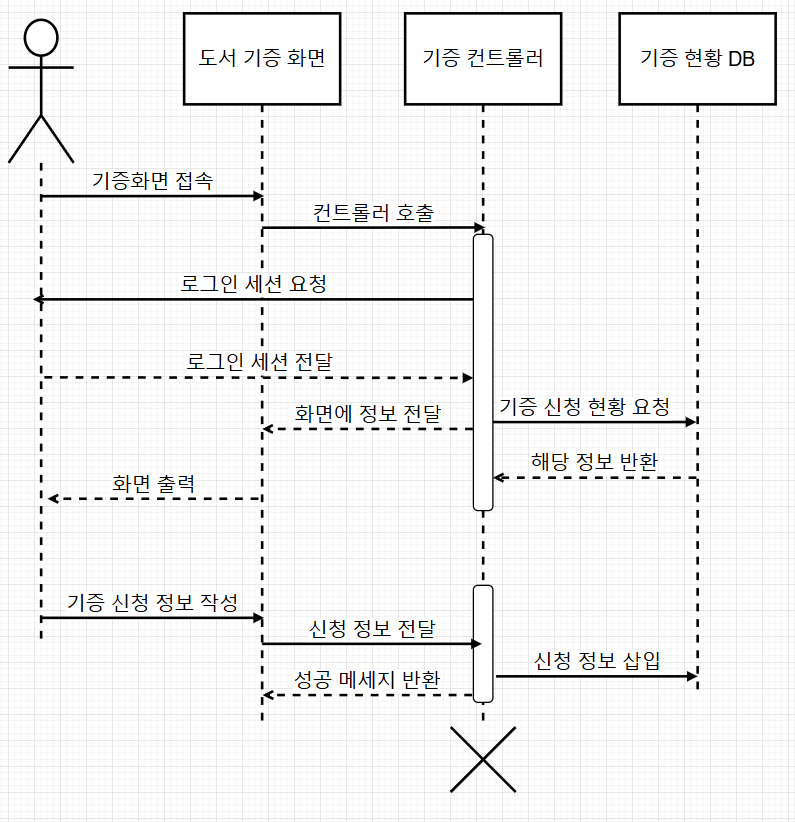 도서 기증 화면
기증 컨트롤러
기증 현황 DB
기증화면 접속
컨트롤러 호출
로그인 세션 요청
로그인 세션 전달
기증 신청 현황 요청
화면에 정보 전달
해당 정보 반환
화면 출력
기증 신청 정보 작성
신청 정보 전달
신청 정보 삽입
성공 메세지 반환